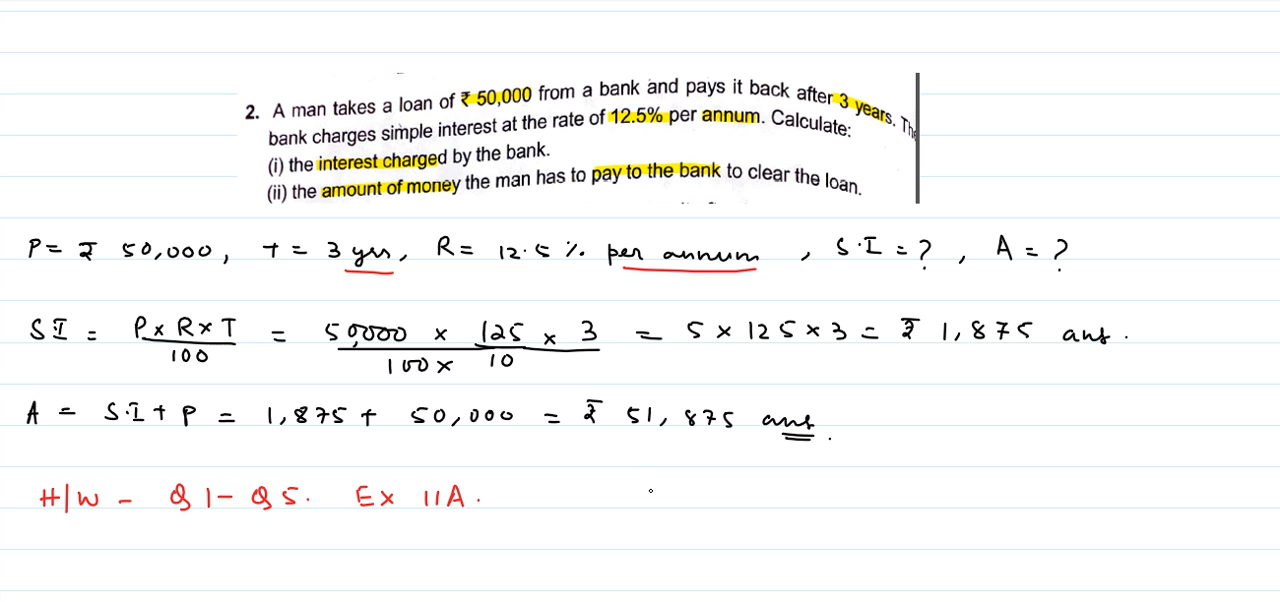 2. A man takes a loan of ₹ 50,000 from a bank and pays it back after 3 years. The
bank charges simple interest at the rate of 12.5% per annum. Calculate:
(i) the interest charged by the bank.
(ii) the amount of money the man has to pay to the bank to clear the loan.
P = ₹ 50,000, T = 3 yrs, R = 12.5 % per annum, S.I = ?, A = ?
SI = P x R x T / 100 = 50,000 x 125 x 3 / 100 x 10 = 5 x 125 x 3 = ₹ 1,875 ans.
A = S.I + P = 1,875 + 50,000 = ₹ 51,875 ans.
H/W - Q1 - Q5. Ex 11A.